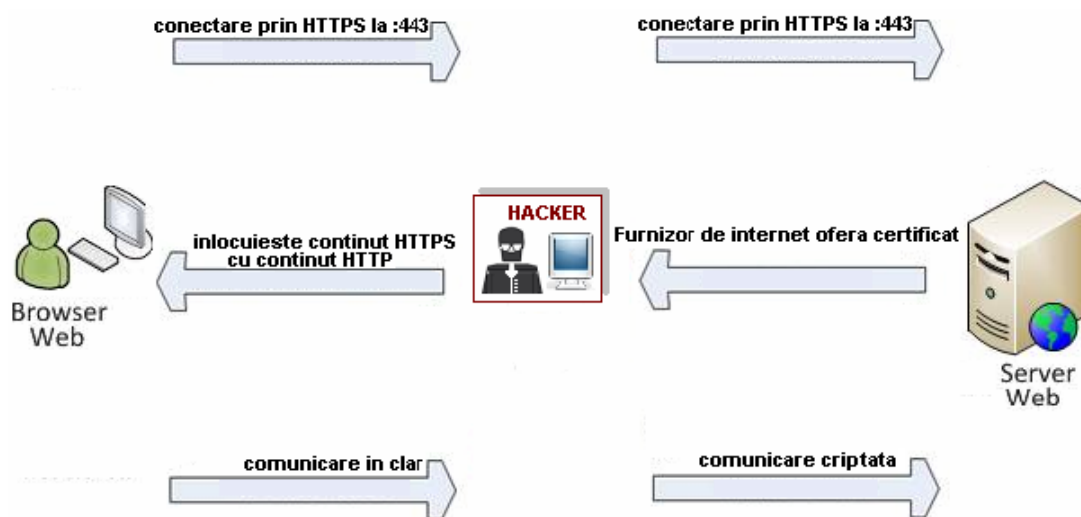 conectare prin HTTPS la :443
conectare prin HTTPS la :443
HACKER
inlocuieste continut HTTPS
cu continut HTTP
Furnizor de internet ofera certificat
Browser
Web
Server
Web
comunicare in clar
comunicare criptata